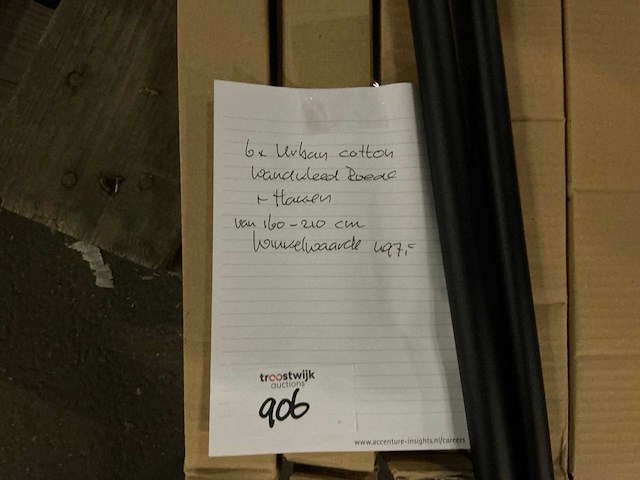 6x Urban cotton
wandkleed Roede
+ Haken
van 160-210 cm
Winkelwaarde 497,=
troostwijk
auctions
906
www.accenture-insights.nl/careers